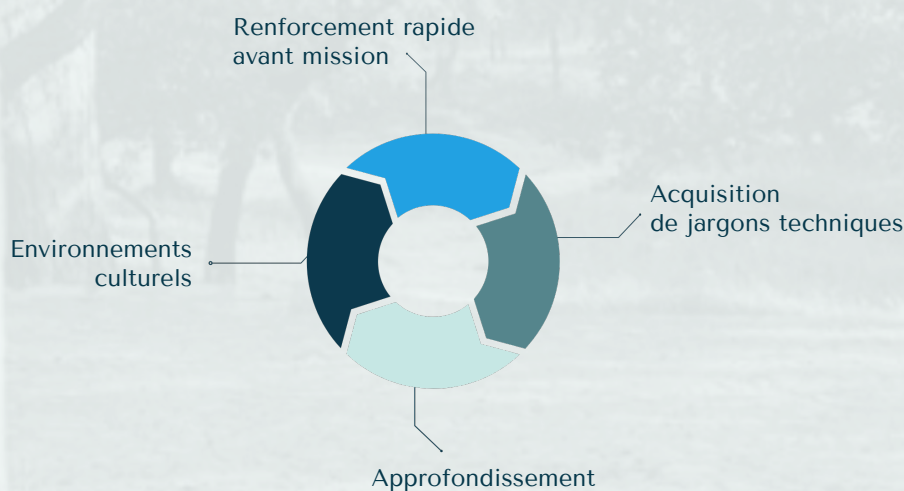 Renforcement rapide
avant mission
Acquisition
de jargons techniques
Environnements
culturels
Approfondissement